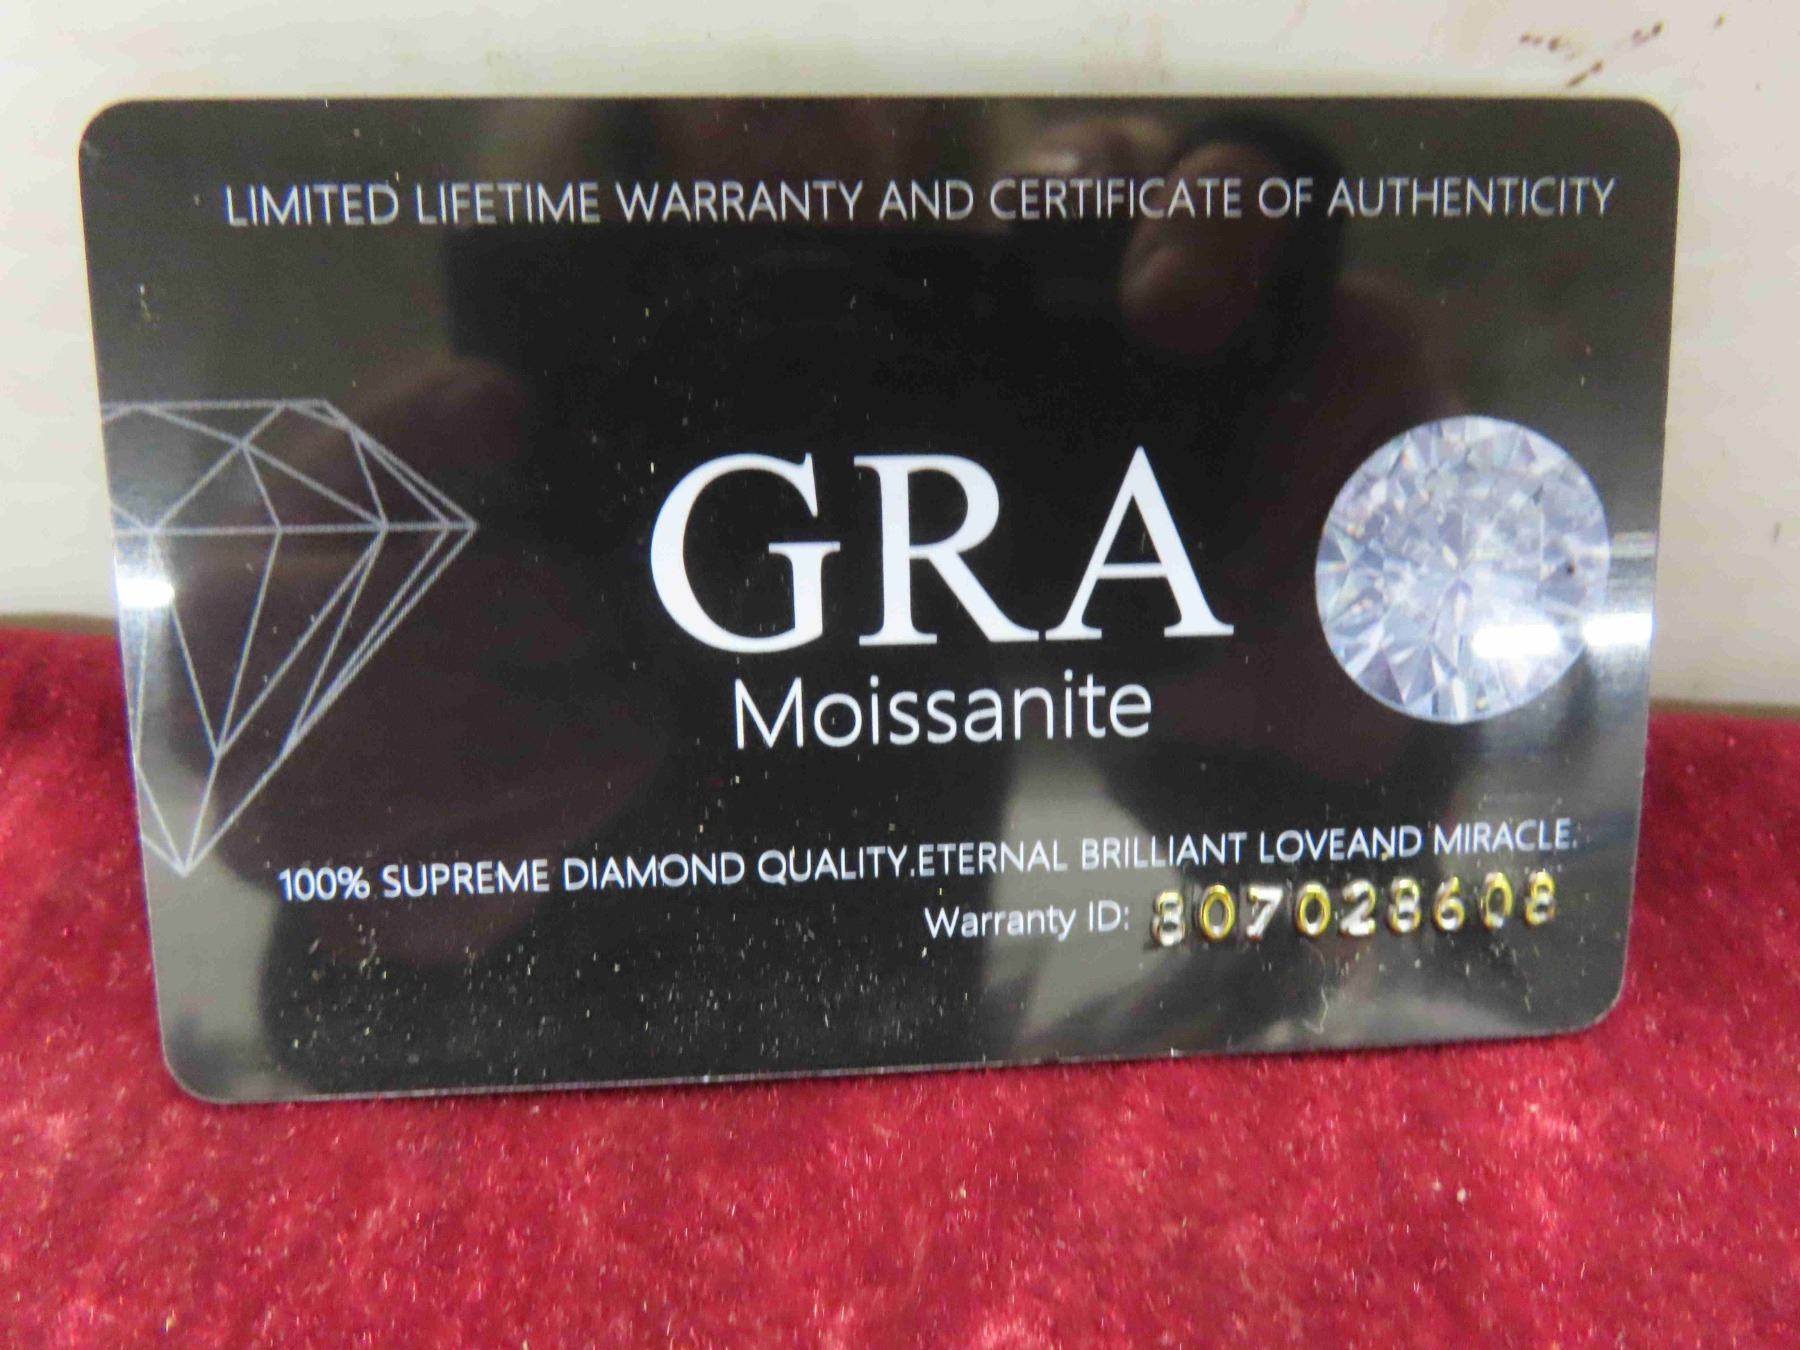 LIMITED LIFETIME WARRANTY AND CERTIFICATE OF AUTHENTICITY
GRA
Moissanite
100% SUPREME DIAMOND QUALITY.ETERNAL BRILLIANT LOVEAND MIRACLE.
Warranty ID: 807028608